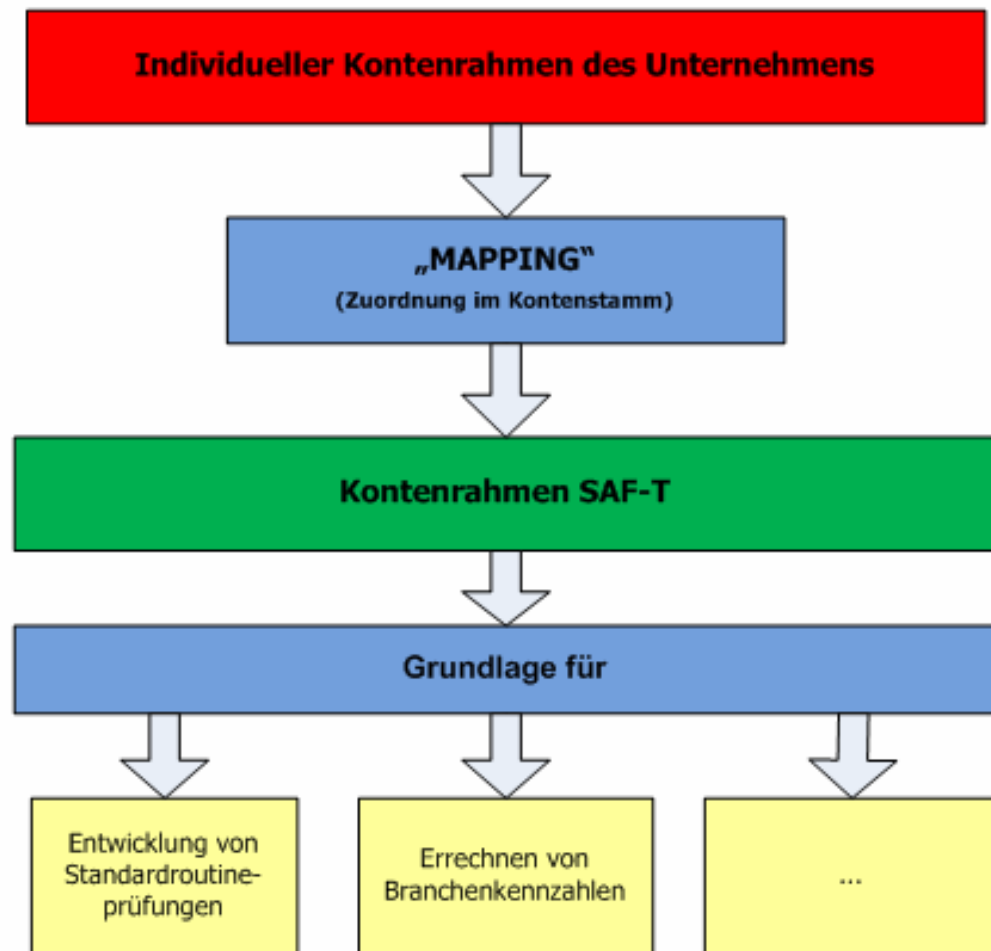 Individueller Kontenrahmen des Unternehmens
„MAPPING“
(Zuordnung im Kontenstamm)
Kontenrahmen SAF-T
Grundlage für
Entwicklung von
Standardroutine-
prüfungen
Errechnen von
Branchenkennzahlen
...